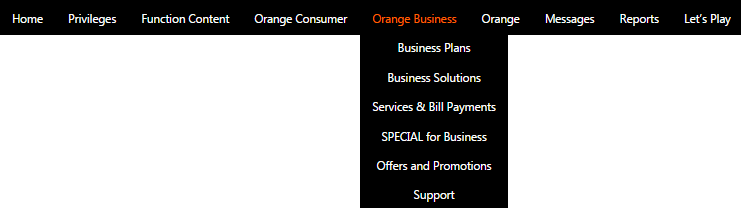 Home Privileges Function Content Orange Consumer Orange Business Orange Messages Reports Let's Play
Business Plans
Business Solutions
Services & Bill Payments
SPECIAL for Business
Offers and Promotions
Support